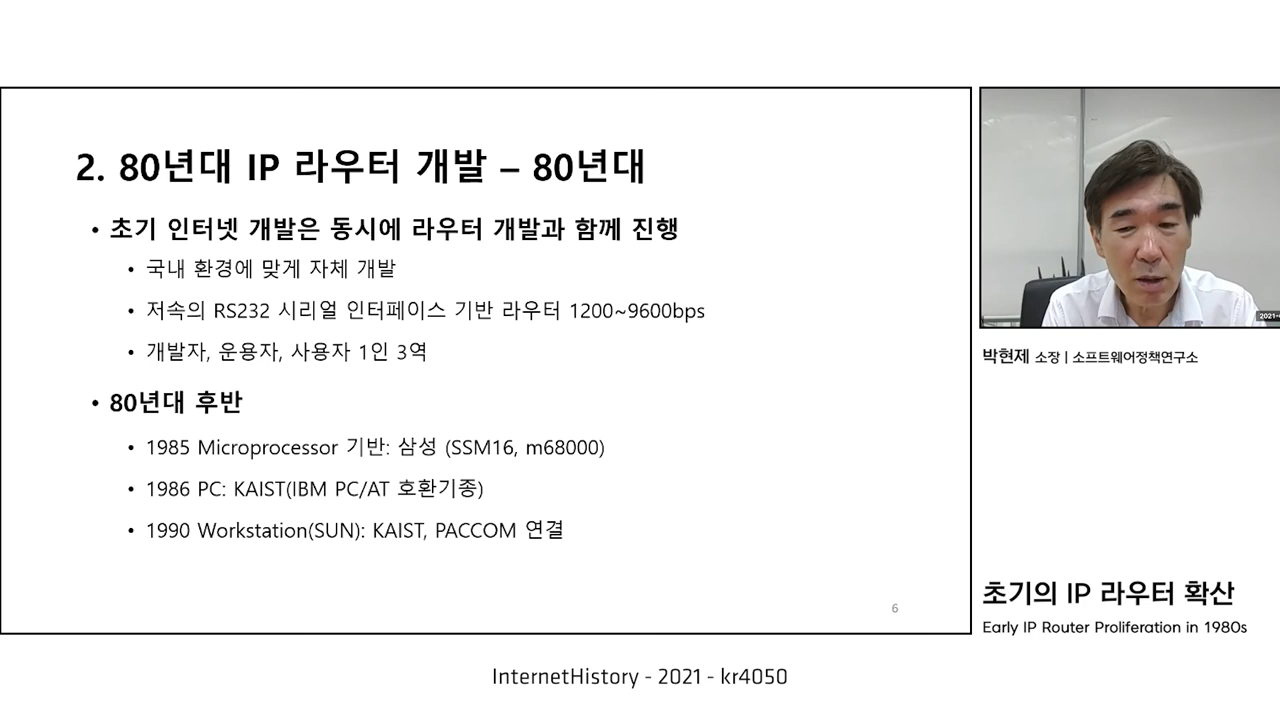 2. 80년대 IP 라우터 개발 – 80년대
• 초기 인터넷 개발은 동시에 라우터 개발과 함께 진행
• 국내 환경에 맞게 자체 개발
• 저속의 RS232 시리얼 인터페이스 기반 라우터 1200~9600bps
• 개발자, 운용자, 사용자 1인 3역
• 80년대 후반
• 1985 Microprocessor 기반: 삼성 (SSM16, m68000)
• 1986 PC: KAIST(IBM PC/AT 호환기종)
• 1990 Workstation(SUN): KAIST, PACCOM 연결
6
2021-
박현제 소장 | 소프트웨어정책연구소
초기의 IP 라우터 확산
Early IP Router Proliferation in 1980s
InternetHistory - 2021 - kr4050